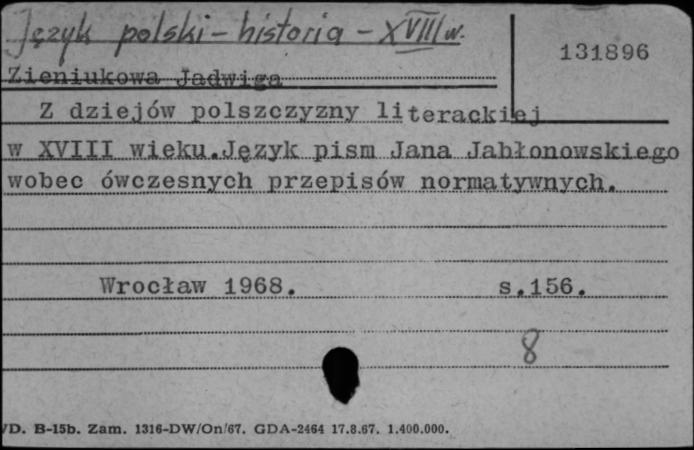 Język polski - historia - XVIII w.
131896
Zieniukowa Jadwiga
Z dziejów polszczyzny literackiej
w XVIII wieku.Język pism Jana Jabłonowskiego
wobec ówczesnych przepisów normatywnych.
Wrocław 1968. s.156.
8
VD. B-15b. Zam. 1316-DW/On/67. GDA-2464 17.8.67. 1.400.000.